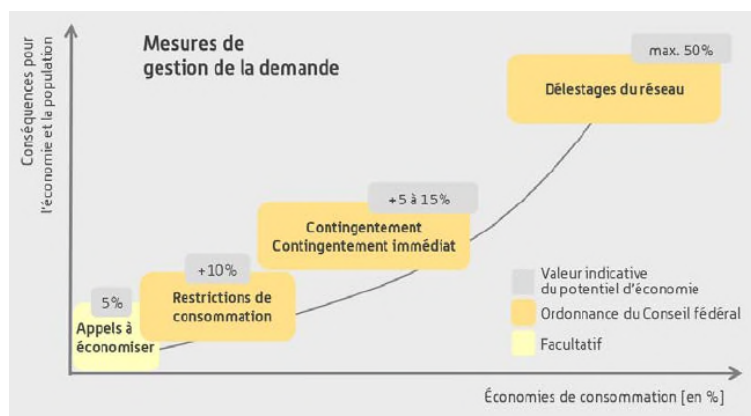 Mesures de
gestion de la demande
Conséquences pour
l'économie et la population
max. 50%
Délestages du réseau
+5 à 15%
Contingentement
Contingentement immédiat
+10%
Restrictions de
consommation
5%
Appels à
économiser
Valeur indicative
du potentiel d'économie
Ordonnance du Conseil fédéral
Facultatif
Économies de consommation [en %]